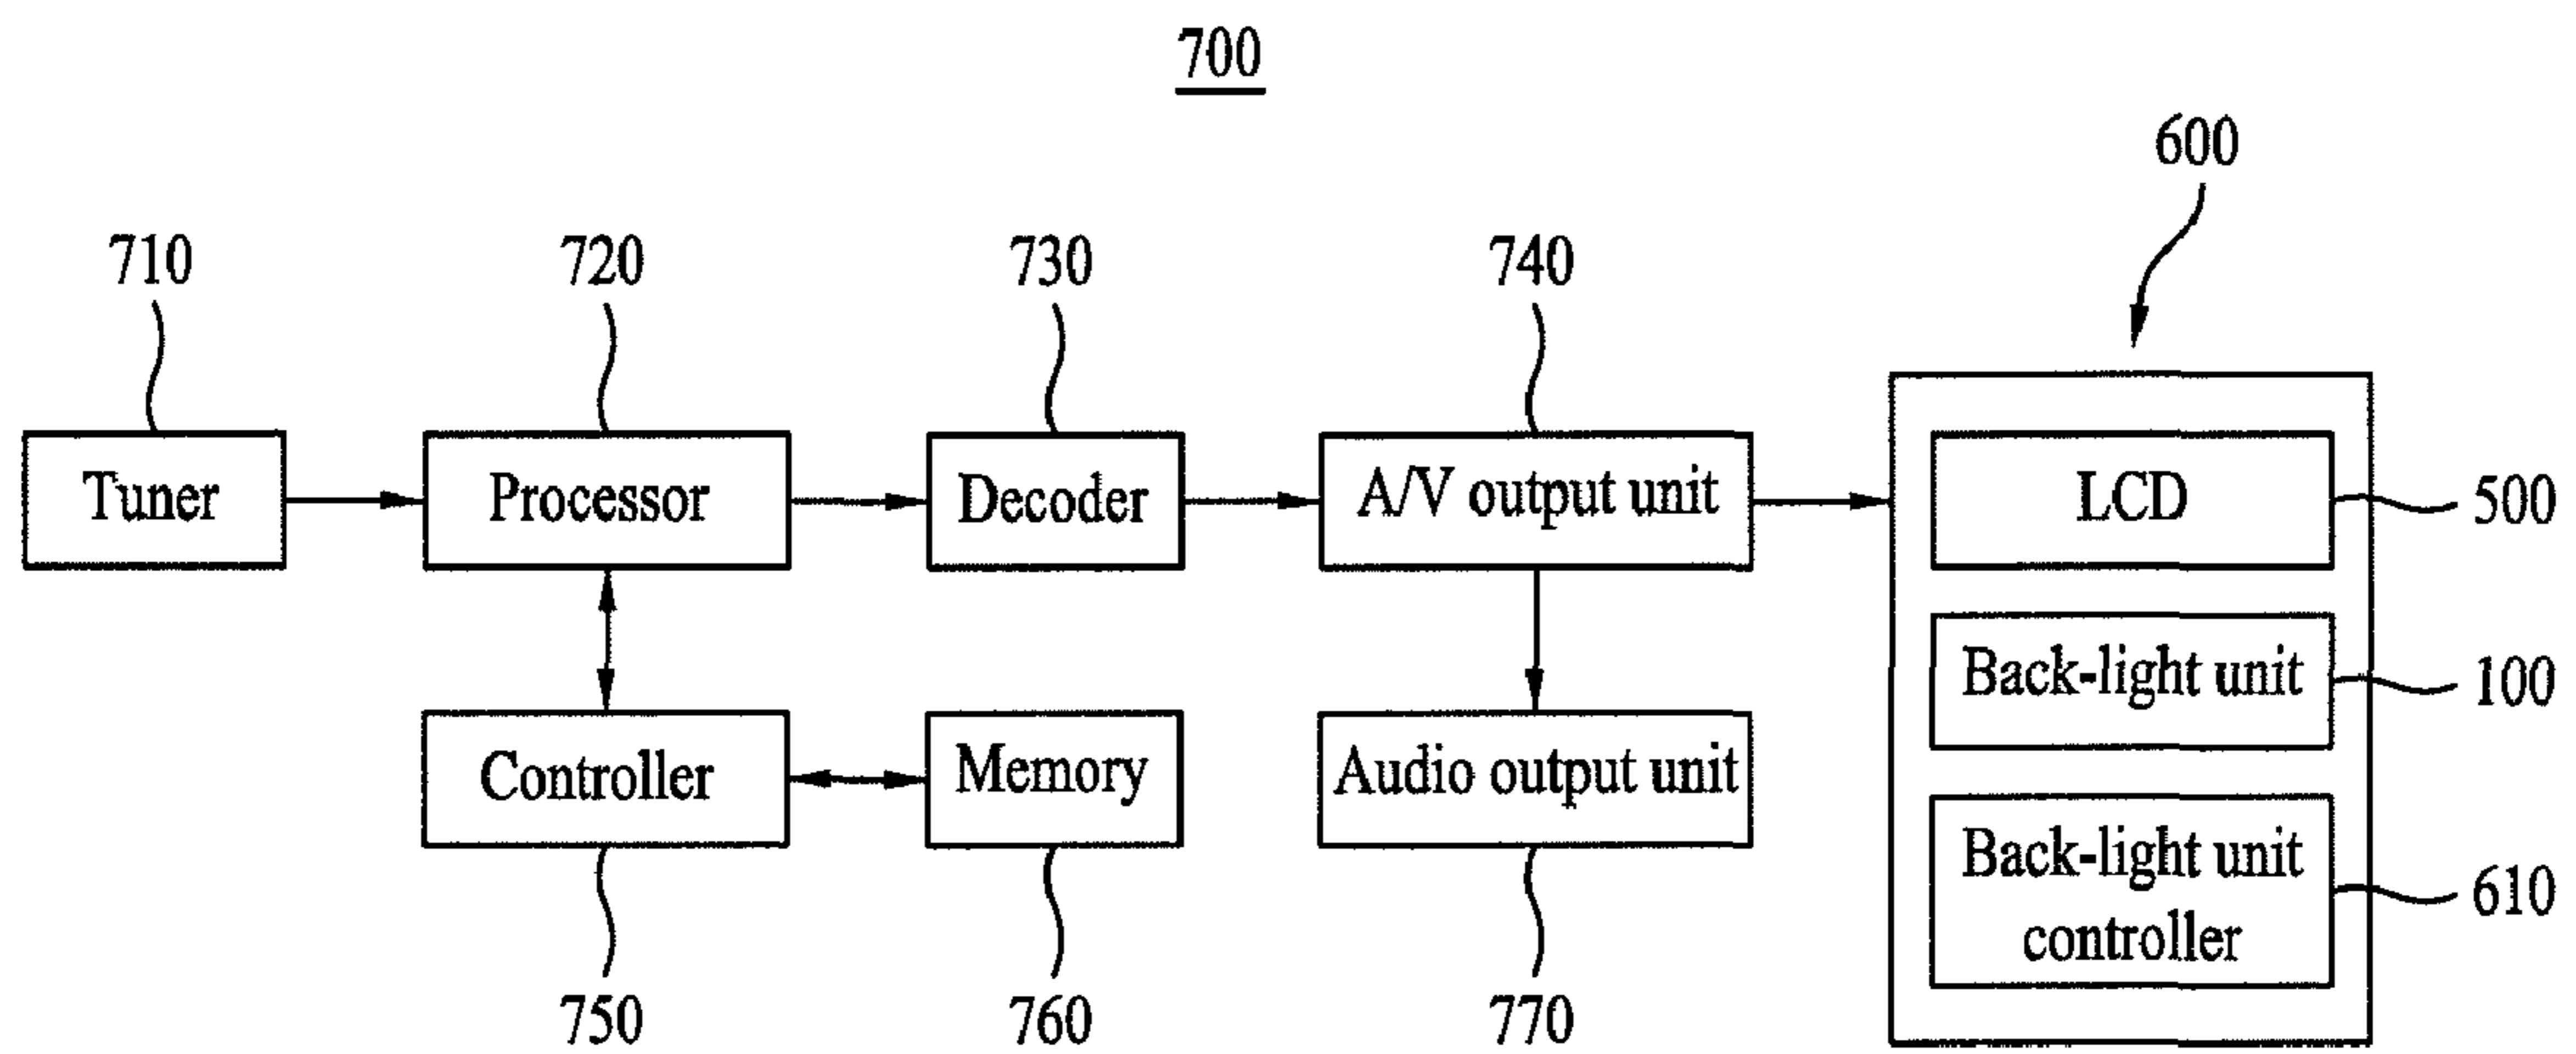 700
600
710
720
730
740
Tuner
Processor
Decoder
A/V output unit
LCD
500
Back-light unit
100
Controller
Memory
Audio output unit
Back-light unit
controller
610
750
760
770